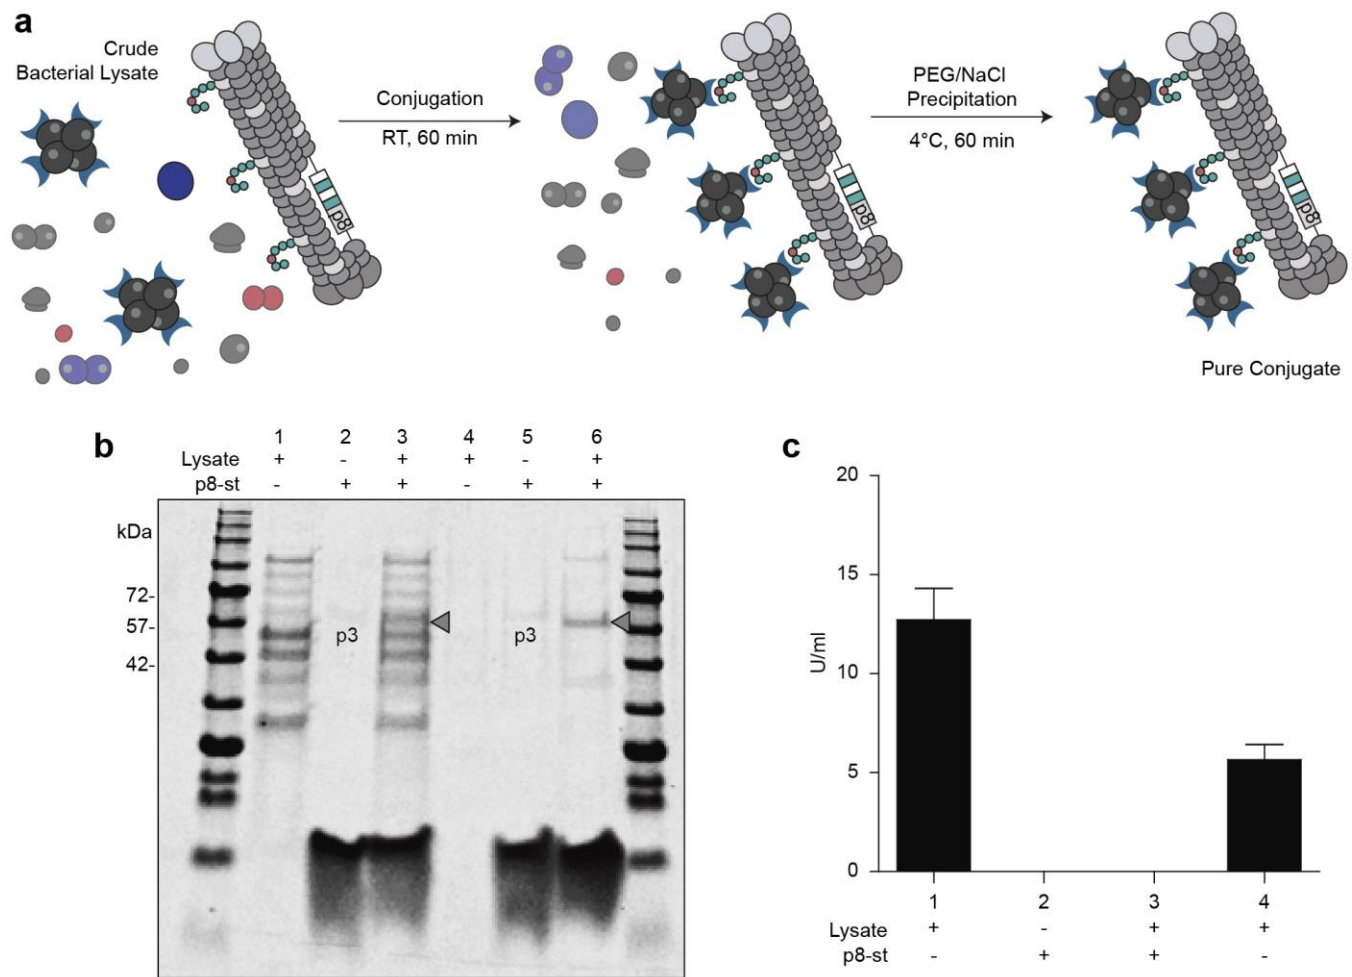 a
Crude
Bacterial Lysate
Conjugation
RT, 60 min
PEG/NaCl
Precipitation
4°C, 60 min
p8
p8
p8
Pure Conjugate
b
1 2 3 4 5 6
Lysate + - + + - +
p8-st - + + - + +
kDa
72-
57-
42-
p3 p3
c
20
15
10
5
0
U/ml
1 2 3 4
Lysate + - + +
p8-st - + + -